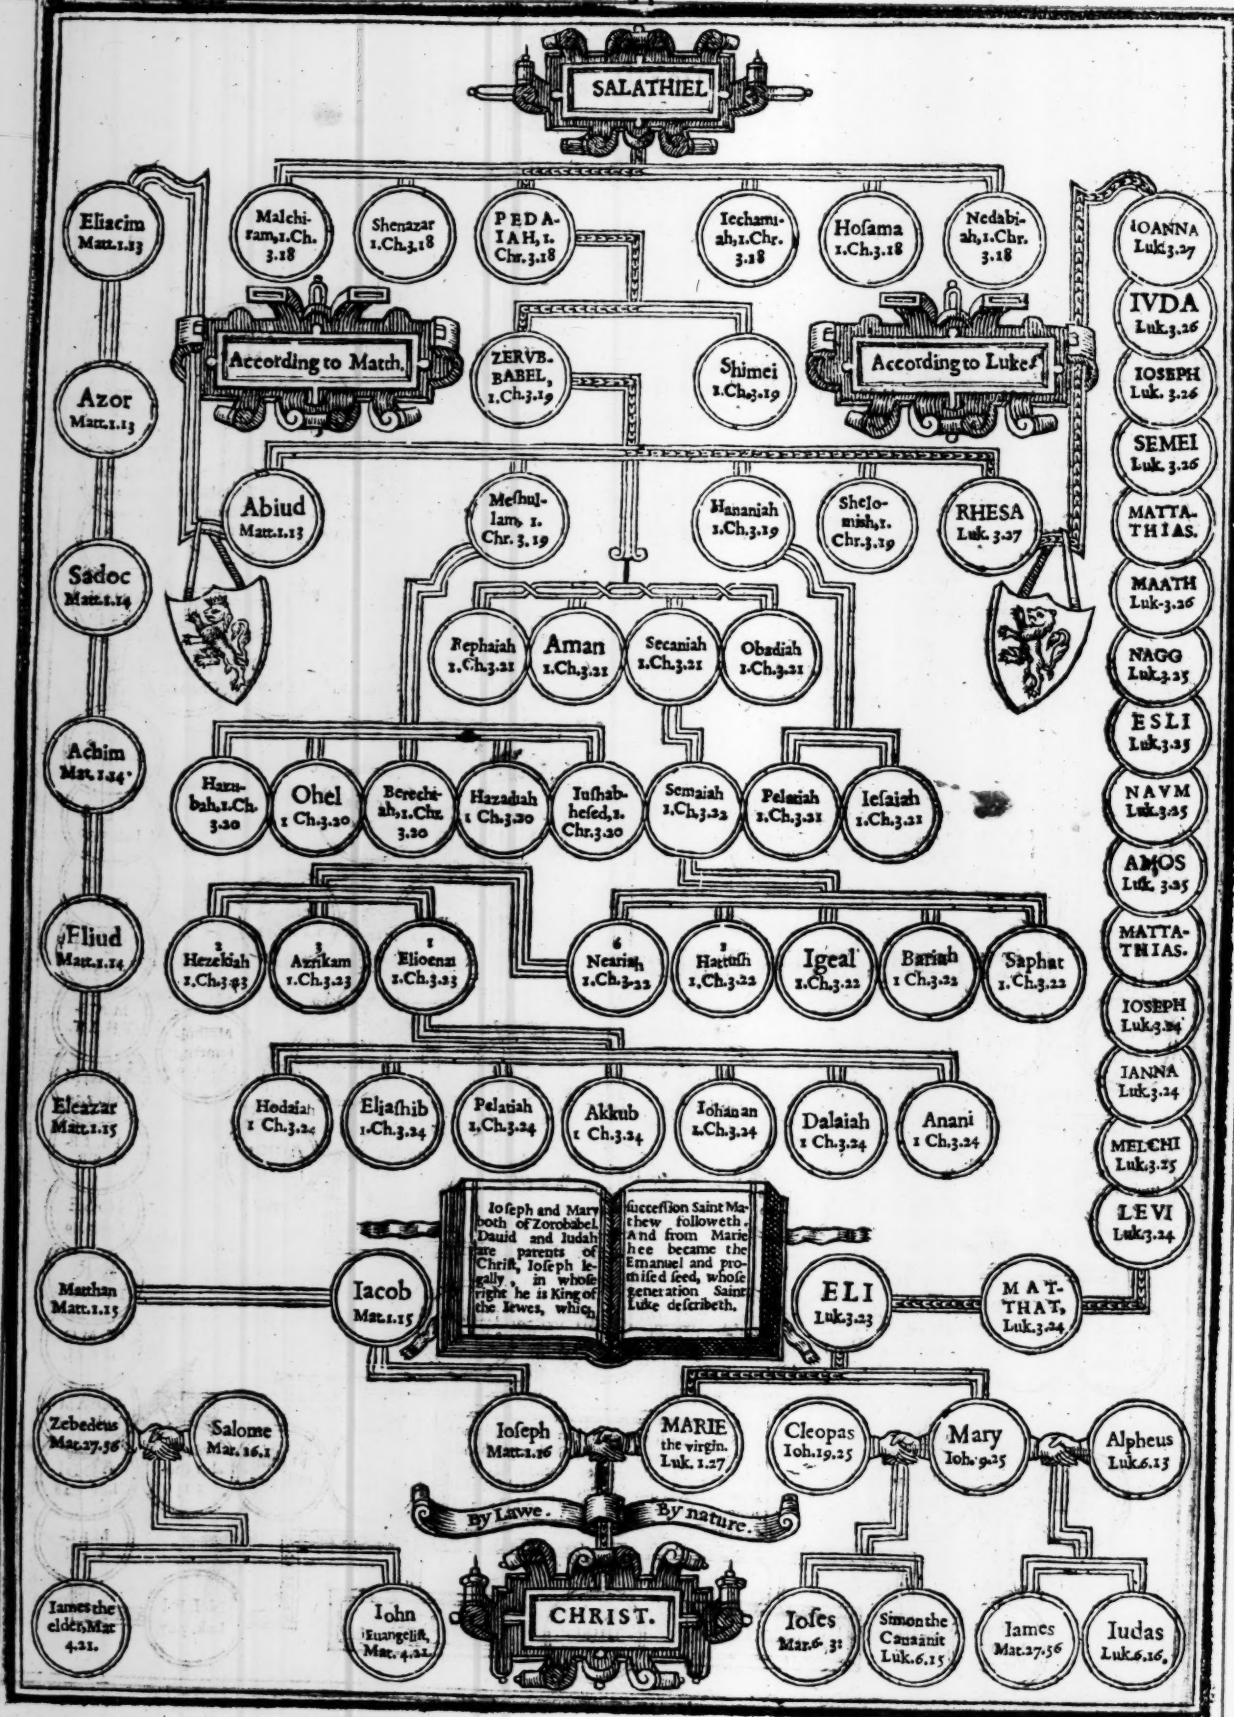 SALATHIEL
Eliacim
Matt.1.13
Malchi-
ram,1.Ch.
3.18
Shenazar
1.Ch.3.18
PEDA-
IAH, 1.
Chr. 3.18
Iechami-
ah,1.Chr.
3.18
Hosama
1.Ch.3.18
Nedabi-
ah,1.Chr.
3.18
IOANNA
Luk.3.27
IVDA
Luk.3.26
According to Matth.
ZERVB-
BABEL,
1.Ch.3.19
Shimei
1.Ch.3.19
According to Luke.
IOSEPH
Luk. 3.26
Azor
Matt.1.13
SEMEI
Luk. 3.26
Abiud
Matt.1.13
Meſhul-
lam, 1.
Chr. 3.19
Hananiah
1.Ch.3.19
Shelo-
mish,1.
Chr.3.19
RHESA
Luk. 3.27
MATTA-
THIAS.
Sadoc
Matt.1.14
MAATH
Luk.3.26
Rephaiah
1.Ch.3.21
Aman
1.Ch.3.21
Secaniah
1.Ch.3.21
Obadiah
1.Ch.3.21
NAGG
Luk.3.25
ESLI
Luk.3.25
Achim
Mat.1.14.
Hazu-
bah,1.Ch.
3.20
Ohel
1 Ch.3.20
Berechi-
ah,1.Chr.
3.20
Hazadiah
1 Ch.3.20
Iuſhab-
heſed,1.
Chr.3.20
Semaiah
1.Ch.3.22
Pelatiah
1.Ch.3.21
Ieſaiah
1.Ch.3.21
NAVM
Luk.3.25
AMOS
Luk. 3.25
Eliud
Matt.1.14
2
Hezekiah
1.Ch.3.23
3
Azrikam
1.Ch.3.23
1
Elioenai
1.Ch.3.23
6
Neariah
1.Ch.3.22
Hattuſh
1.Ch.3.22
Igeal
1.Ch.3.22
Bariah
1 Ch.3.22
Saphat
1.Ch.3.22
MATTA-
THIAS.
IOSEPH
Luk.3.24
IANNA
Luk.3.24
Eleazar
Matt.1.15
Hodaiah
1 Ch.3.24
Eliaſhib
1.Ch.3.24
Pelatiah
1.Ch.3.24
Akkub
1 Ch.3.24
Iohanan
1.Ch.3.24
Dalaiah
1 Ch.3.24
Anani
1 Ch.3.24
MELCHI
Luk.3.25
LEVI
Luk.3.24
Matthan
Matt.1.15
Iacob
Mat.1.15
Ioſeph and Mary
both of Zorobabel.
Dauid and Iudah
are parents of
Chriſt, Ioſeph le-
gally, in whoſe
right he is King of
the Iewes, which
ſucceſſion Saint Ma-
thew followeth.
And from Marie
hee became the
Emanuel and pro-
miſed ſeed, whoſe
generation Saint
Luke deſcribeth.
ELI
Luk.3.23
MAT-
THAT,
Luk.3.24
Zebedeus
Mat.27.56
Salome
Mar. 16.1
Ioſeph
Matt.1.16
MARIE
the virgin.
Luk. 1.27
Cleopas
Ioh.19.25
Mary
Ioh. 9.25
Alpheus
Luk.6.15
By Lawe. By nature.
Iames the
elder, Mat
4.21.
Iohn
Euangeliſt,
Mat. 4.21.
CHRIST.
Ioſes
Mar.6. 3:
Simon the
Canaanit
Luk.6.15
Iames
Mat.27.56
Iudas
Luk.6.16.